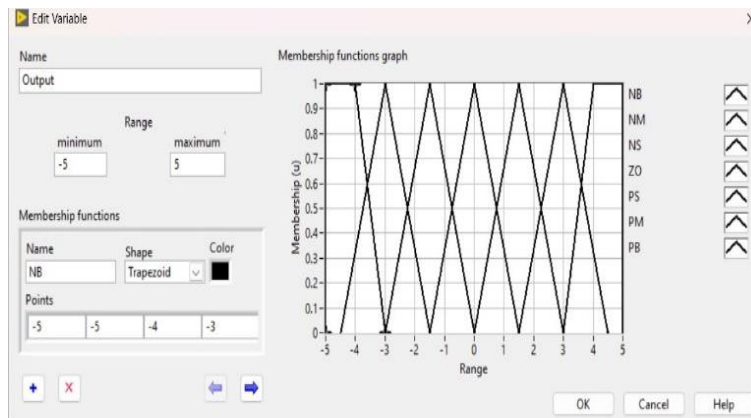 Edit Variable
Name
Output
Range
minimum
maximum
-5
5
Membership functions
Name
Shape
Color
NB
Trapezoid
Points
-5
-5
-4
-3
Membership functions graph
Membership (u)
1
0.9
0.8
0.7
0.6
0.5
0.4
0.3
0.2
0.1
0
-5
-4
-3
-2
-1
0
1
2
3
4
5
Range
NB
NM
NS
ZO
PS
PM
PB
OK
Cancel
Help